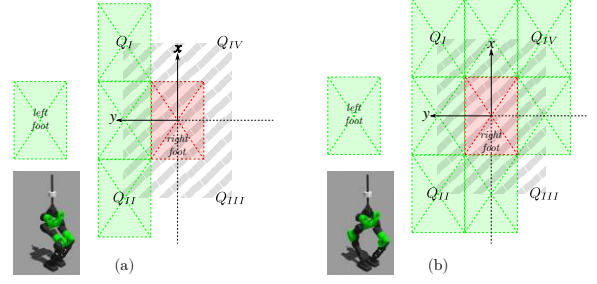 x
Q_I
Q_IV
left
foot
y
right
foot
Q_II
Q_III
(a)
x
Q_I
Q_IV
left
foot
y
right
foot
Q_II
Q_III
(b)